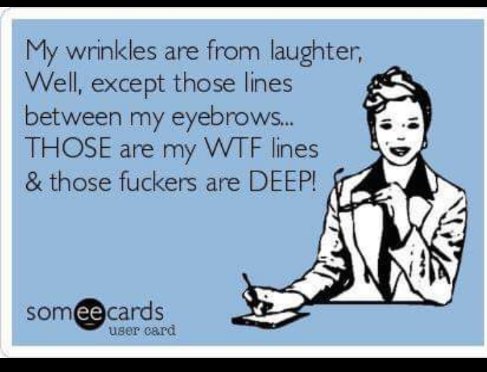 My wrinkles are from laughter,
Well, except those lines
between my eyebrows...
THOSE are my WTF lines
& those fuckers are DEEP!
someecards
user card